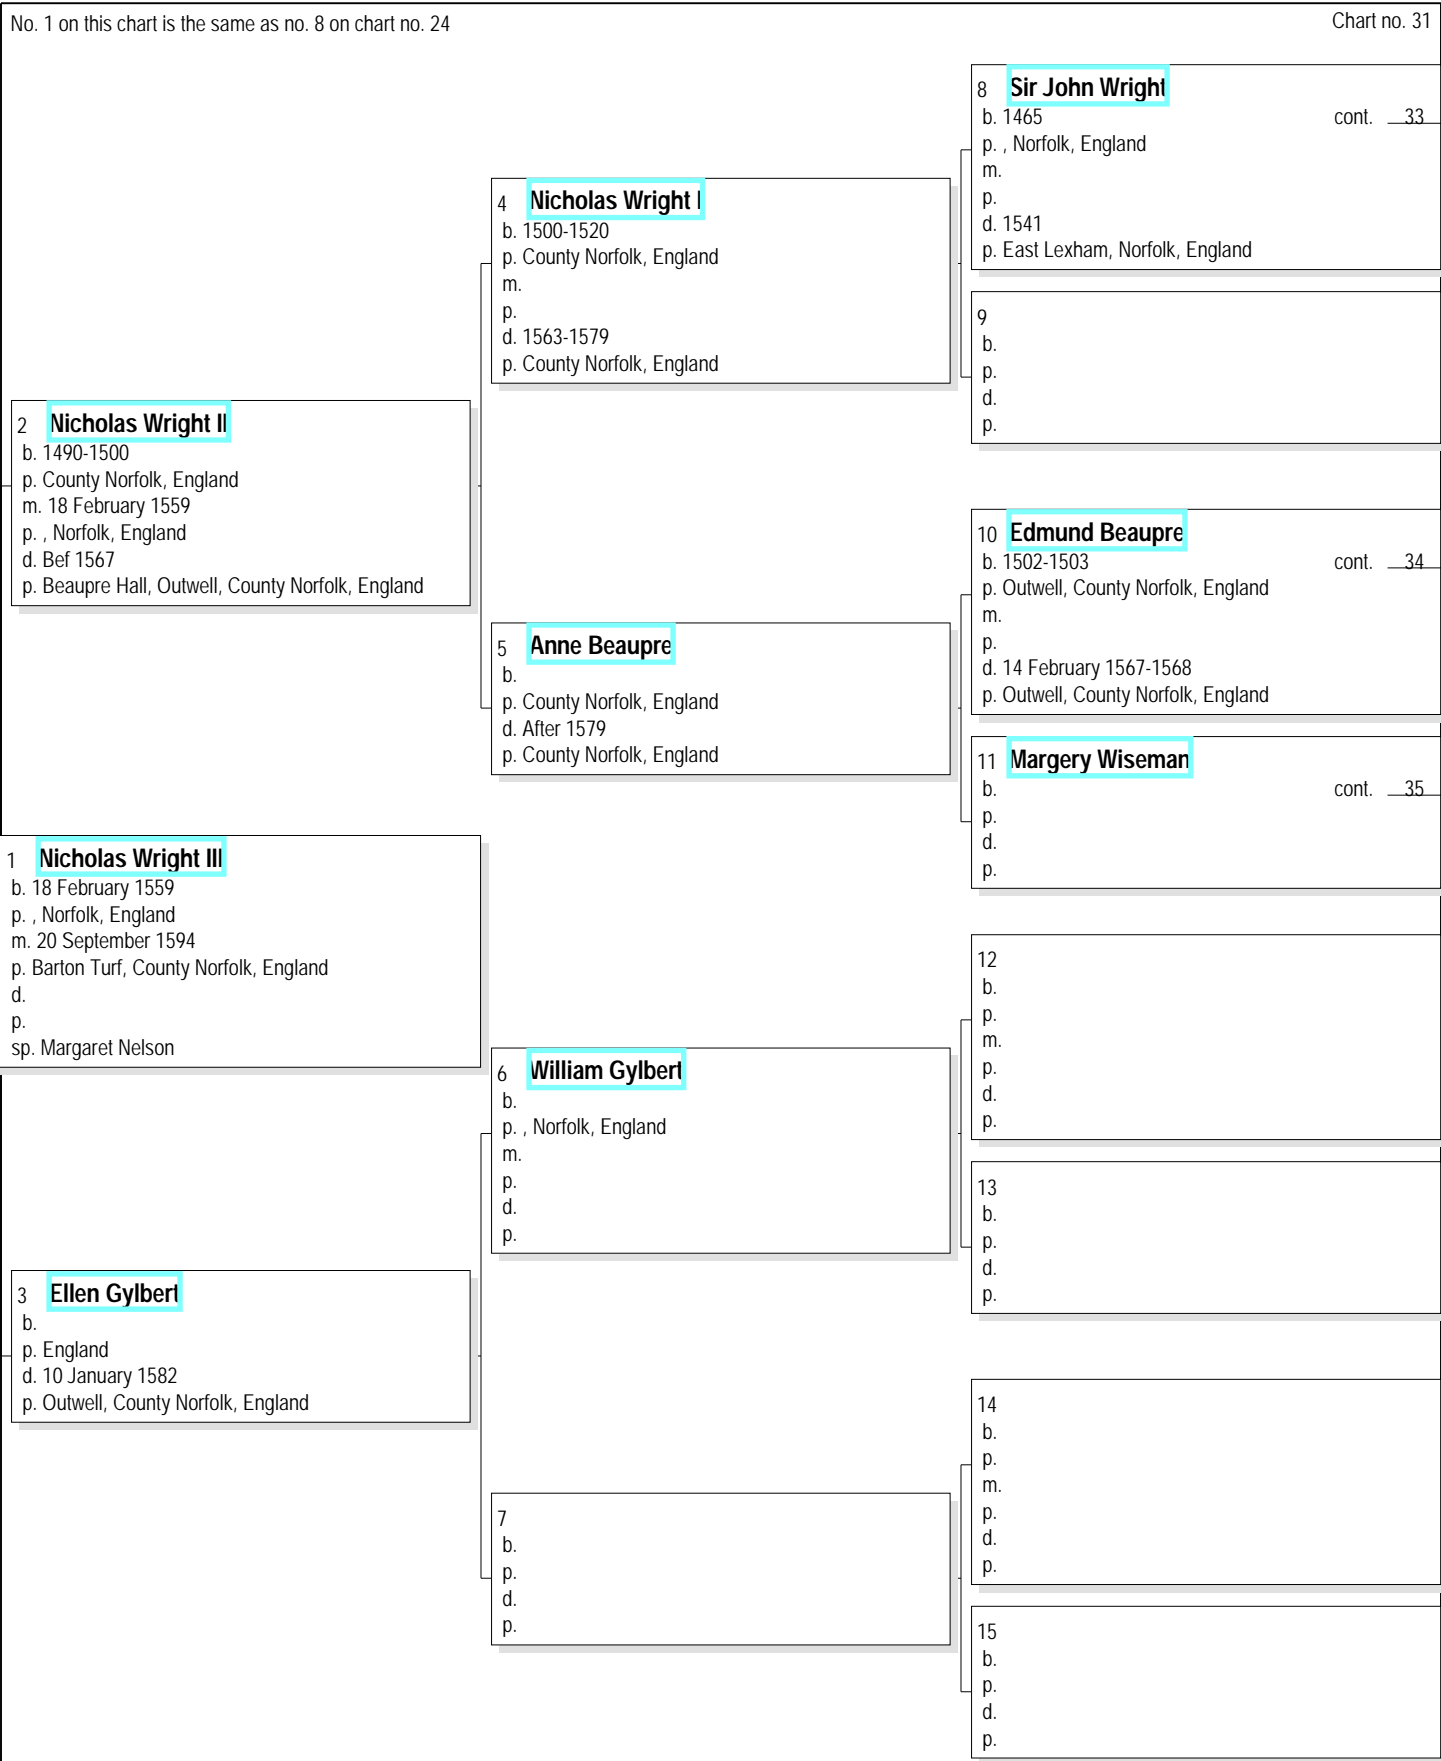 No. 1 on this chart is the same as no. 8 on chart no. 24
Chart no. 31
8 Sir John Wright
b. 1465 cont. 33
p. , Norfolk, England
m.
p.
d. 1541
p. East Lexham, Norfolk, England
4 Nicholas Wright I
b. 1500-1520
p. County Norfolk, England
m.
p.
d. 1563-1579
p. County Norfolk, England
9
b.
p.
d.
p.
2 Nicholas Wright II
b. 1490-1500
p. County Norfolk, England
m. 18 February 1559
p. , Norfolk, England
d. Bef 1567
p. Beaupre Hall, Outwell, County Norfolk, England
10 Edmund Beaupre
b. 1502-1503 cont. 34
p. Outwell, County Norfolk, England
m.
p.
d. 14 February 1567-1568
p. Outwell, County Norfolk, England
5 Anne Beaupre
b.
p. County Norfolk, England
d. After 1579
p. County Norfolk, England
11 Margery Wiseman
b. cont. 35
p.
d.
p.
1 Nicholas Wright III
b. 18 February 1559
p. , Norfolk, England
m. 20 September 1594
p. Barton Turf, County Norfolk, England
d.
p.
sp. Margaret Nelson
12
b.
p.
m.
p.
d.
p.
6 William Gylbert
b.
p. , Norfolk, England
m.
p.
d.
p.
13
b.
p.
d.
p.
3 Ellen Gylbert
b.
p. England
d. 10 January 1582
p. Outwell, County Norfolk, England
14
b.
p.
m.
p.
d.
p.
7
b.
p.
d.
p.
15
b.
p.
d.
p.